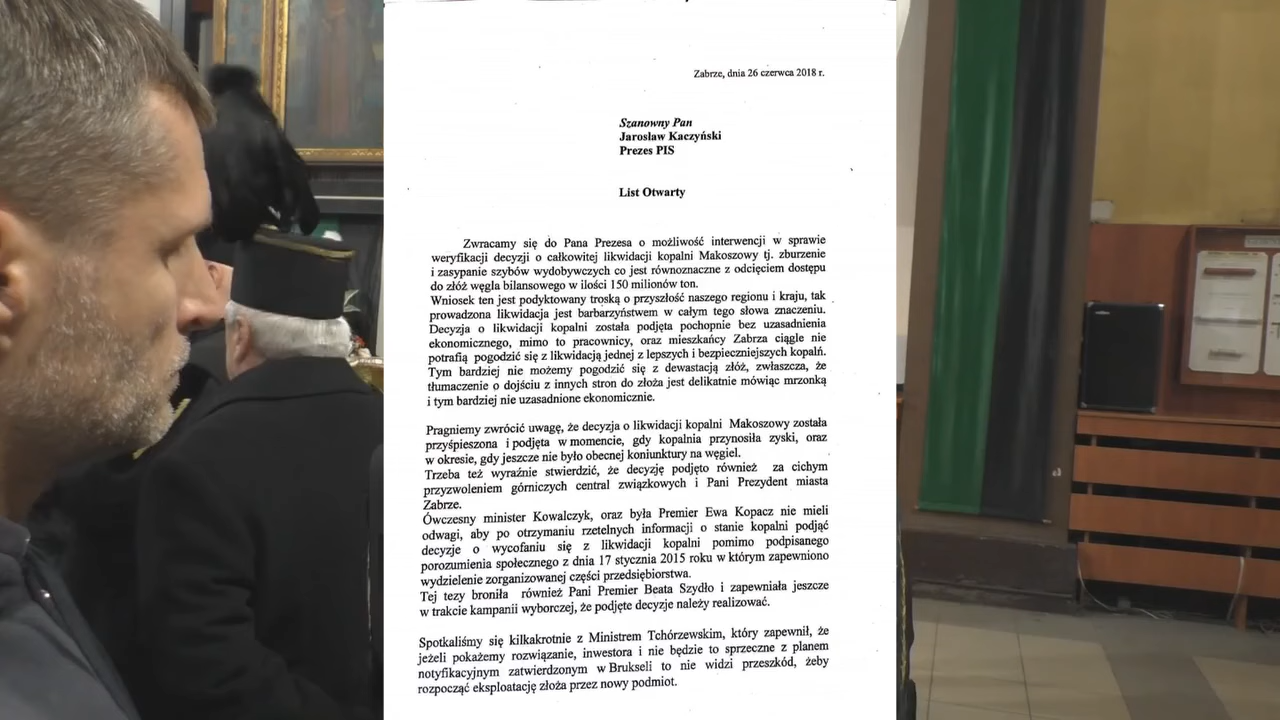 Zabrze, dnia 26 czerwca 2018 r.
Szanowny Pan
Jarosław Kaczyński
Prezes PIS
List Otwarty
Zwracamy się do Pana Prezesa o możliwość interwencji w sprawie
weryfikacji decyzji o całkowitej likwidacji kopalni Makoszowy tj. zburzenie
i zasypanie szybów wydobywczych co jest równoznaczne z odcięciem dostępu
do złóż węgla bilansowego w ilości 150 milionów ton.
Wniosek ten jest podyktowany troską o przyszłość naszego regionu i kraju, tak
prowadzona likwidacja jest barbarzyństwem w całym tego słowa znaczeniu.
Decyzja o likwidacji kopalni została podjęta pochopnie bez uzasadnienia
ekonomicznego, mimo to pracownicy, oraz mieszkańcy Zabrza ciągle nie
potrafią pogodzić się z likwidacją jednej z lepszych i bezpieczniejszych kopalń.
Tym bardziej nie możemy pogodzić się z dewastacją złóż, zwłaszcza, że
tłumaczenie o dojściu z innych stron do złoża jest delikatnie mówiąc mrzonką
i tym bardziej nie uzasadnione ekonomicznie.
Pragniemy zwrócić uwagę, że decyzja o likwidacji kopalni Makoszowy została
przyśpieszona i podjęta w momencie, gdy kopalnia przynosiła zyski, oraz
w okresie, gdy jeszcze nie było obecnej koniunktury na węgiel.
Trzeba też wyraźnie stwierdzić, że decyzję podjęto również za cichym
przyzwoleniem górniczych central związkowych i Pani Prezydent miasta
Zabrze.
Ówczesny minister Kowalczyk, oraz była Premier Ewa Kopacz nie mieli
odwagi, aby po otrzymaniu rzetelnych informacji o stanie kopalni podjąć
decyzje o wycofaniu się z likwidacji kopalni pomimo podpisanego
porozumienia społecznego z dnia 17 stycznia 2015 roku w którym zapewniono
wydzielenie zorganizowanej części przedsiębiorstwa.
Tej tezy broniła również Pani Premier Beata Szydło i zapewniała jeszcze
w trakcie kampanii wyborczej, że podjęte decyzje należy realizować.
Spotkaliśmy się kilkakrotnie z Ministrem Tchórzewskim, który zapewnił, że
jeżeli pokażemy rozwiązanie, inwestora i nie będzie to sprzeczne z planem
notyfikacyjnym zatwierdzonym w Brukseli to nie widzi przeszkód, żeby
rozpocząć eksploatację złoża przez nowy podmiot.